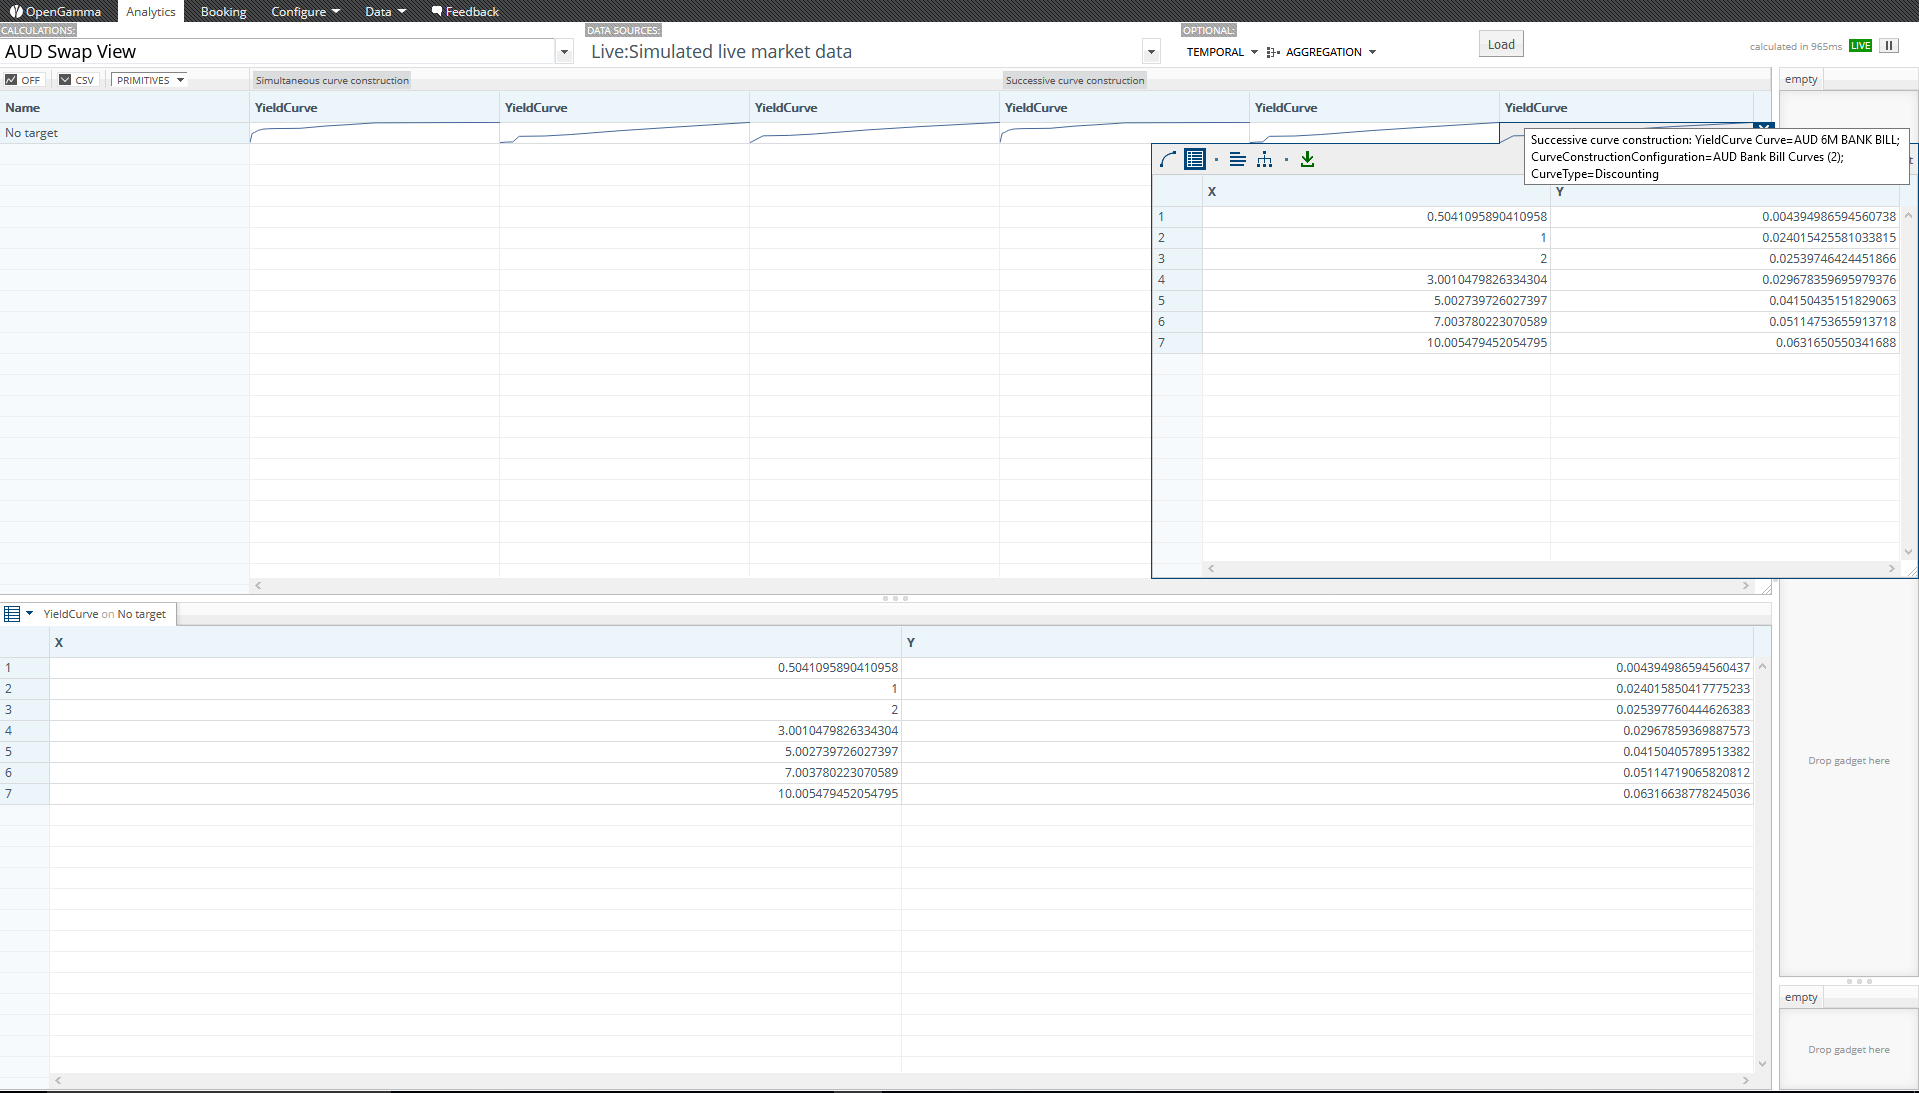 OpenGamma Analytics Booking Configure Data Feedback
CALCULATIONS: DATA SOURCES: OPTIONAL:
AUD Swap View Live:Simulated live market data TEMPORAL AGGREGATION Load calculated in 965ms LIVE
OFF CSV PRIMITIVES Simultaneous curve construction Successive curve construction empty
Name YieldCurve YieldCurve YieldCurve YieldCurve YieldCurve YieldCurve
No target
Successive curve construction: YieldCurve Curve=AUD 6M BANK BILL;
CurveConstructionConfiguration=AUD Bank Bill Curves (2);
CurveType=Discounting
X Y
1 0.5041095890410958 0.004394986594560738
2 1 0.024015425581033815
3 2 0.02539746424451866
4 3.0010479826334304 0.029678359695979376
5 5.002739726027397 0.04150435151829063
6 7.003780223070589 0.05114753655913718
7 10.005479452054795 0.0631650550341688
YieldCurve on No target
X Y
1 0.5041095890410958 0.004394986594560437
2 1 0.024015850417775233
3 2 0.025397760444626383
4 3.0010479826334304 0.02967859369887573
5 5.002739726027397 0.04150405789513382
6 7.003780223070589 0.05114719065820812
7 10.005479452054795 0.06316638778245036
Drop gadget here
empty
Drop gadget here